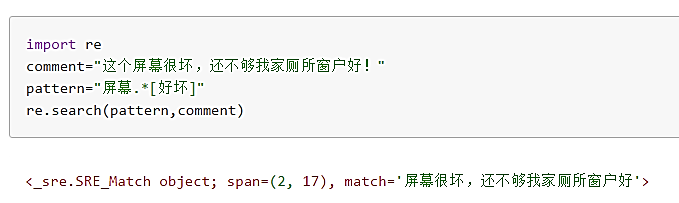 import re
comment="这个屏幕很坏，还不够我家厕所窗户好！"
pattern="屏幕.*[好坏]"
re.search(pattern,comment)
<_sre.SRE_Match object; span=(2, 17), match='屏幕很坏，还不够我家厕所窗户好'>